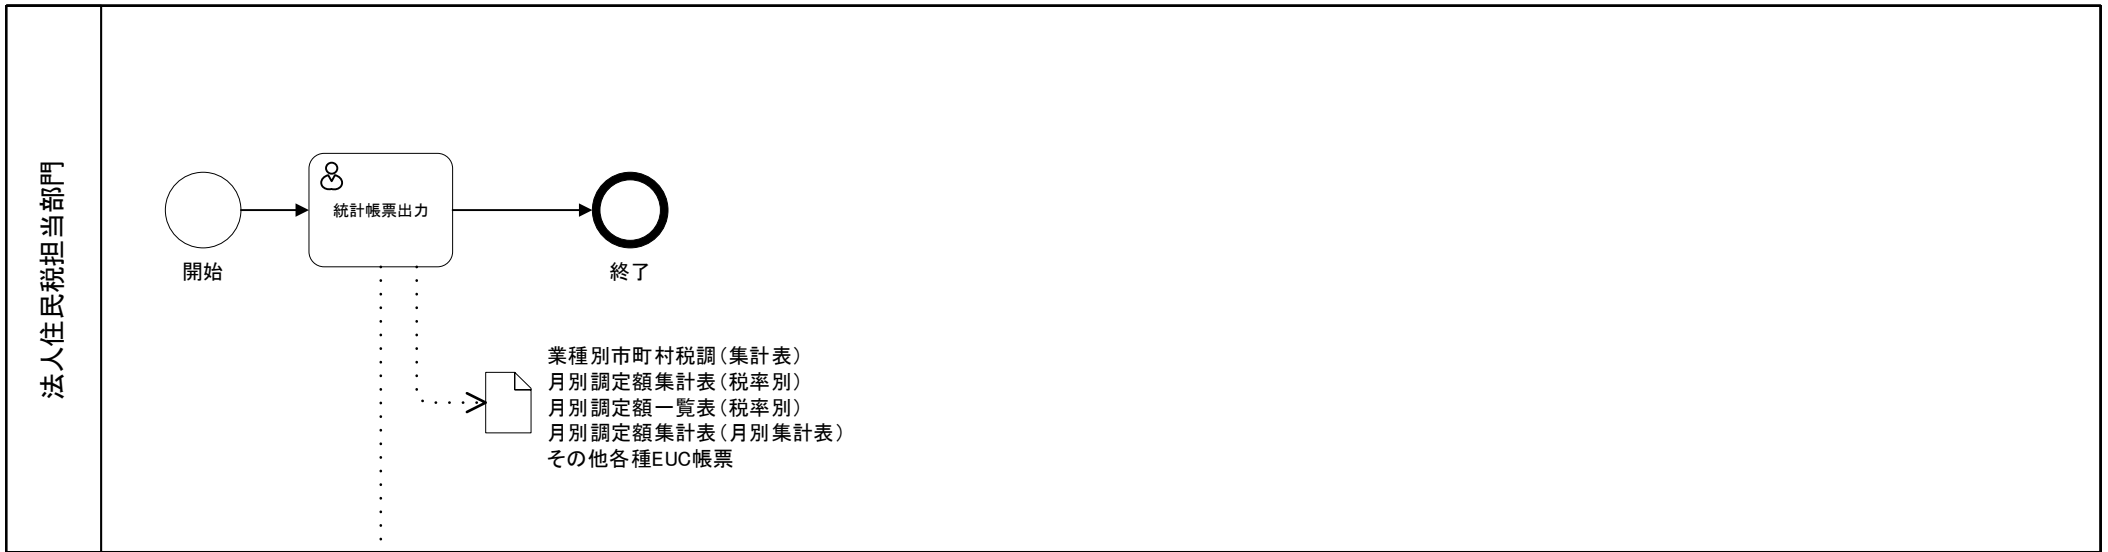 法人住民税担当部門
統計帳票出力
開始
終了
業種別市町村税調（集計表）
月別調定額集計表（税率別）
月別調定額一覧表（税率別）
月別調定額集計表（月別集計表）
その他各種EUC帳票